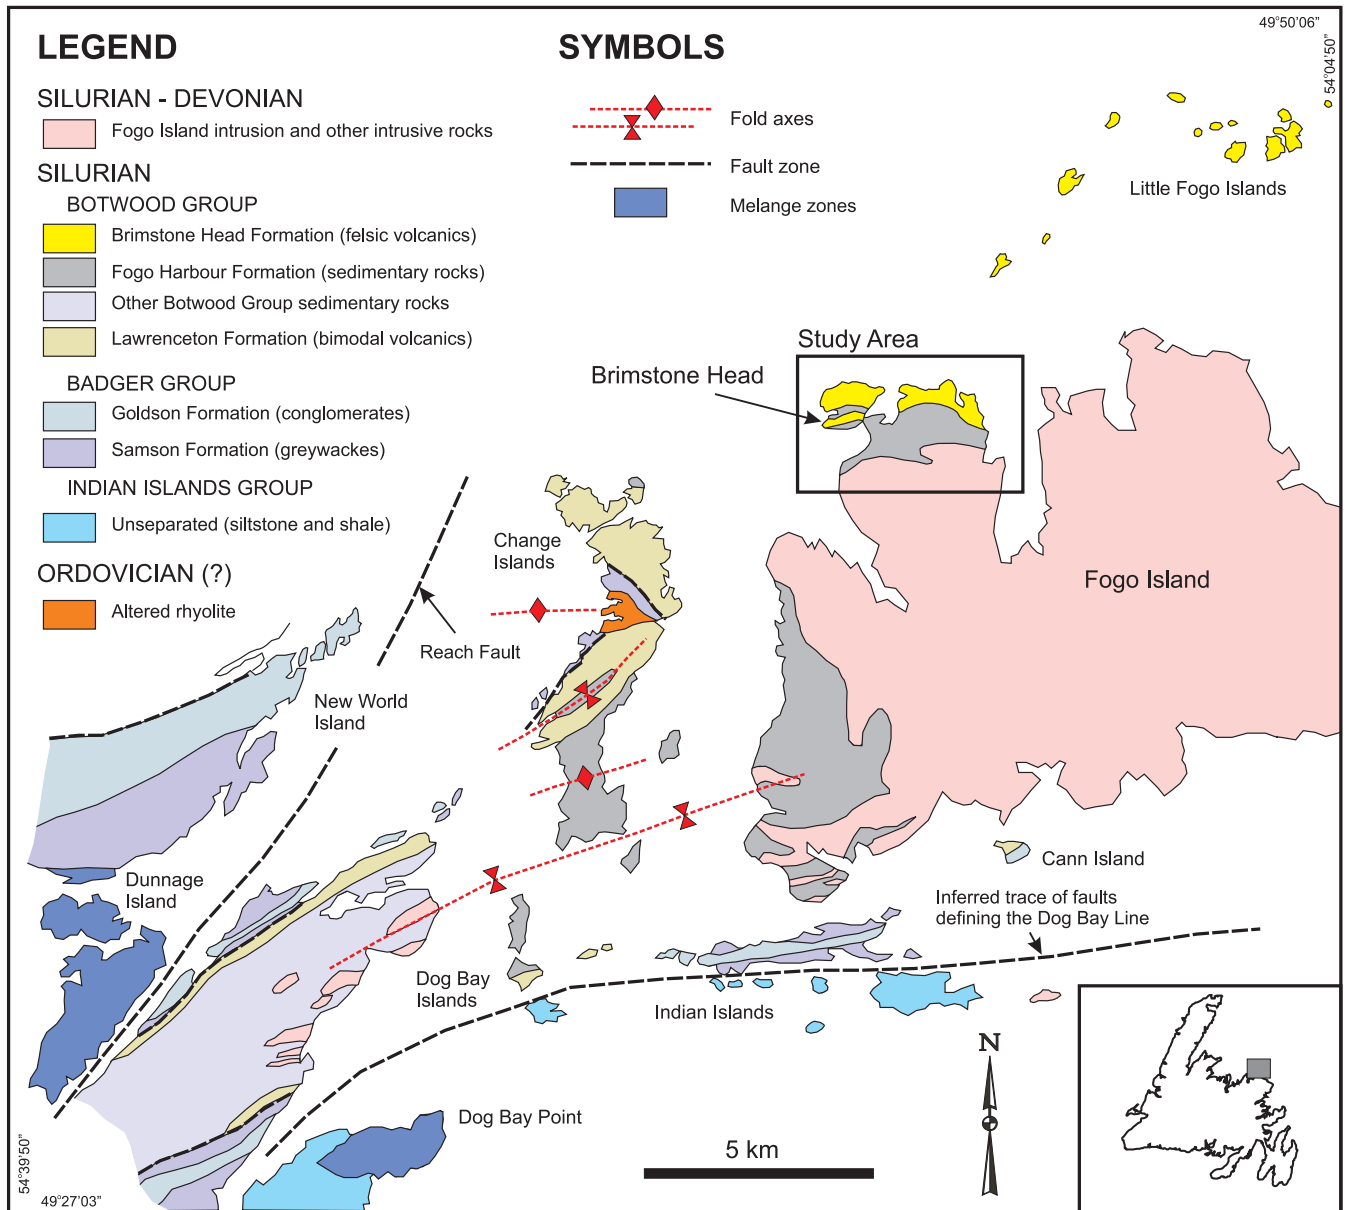 LEGEND
SILURIAN - DEVONIAN
Fogo Island intrusion and other intrusive rocks
SILURIAN
BOTWOOD GROUP
Brimstone Head Formation (felsic volcanics)
Fogo Harbour Formation (sedimentary rocks)
Other Botwood Group sedimentary rocks
Lawrenceton Formation (bimodal volcanics)
BADGER GROUP
Goldson Formation (conglomerates)
Samson Formation (greywackes)
INDIAN ISLANDS GROUP
Unseparated (siltstone and shale)
ORDOVICIAN (?)
Altered rhyolite
SYMBOLS
Fold axes
Fault zone
Melange zones
49°50'06"
54°04'50"
Little Fogo Islands
Study Area
Brimstone Head
Change
Islands
Fogo Island
Reach Fault
New World
Island
Dunnage
Island
Cann Island
Inferred trace of faults
defining the Dog Bay Line
Dog Bay
Islands
Indian Islands
Dog Bay Point
N
5 km
54°39'50"
49°27'03"